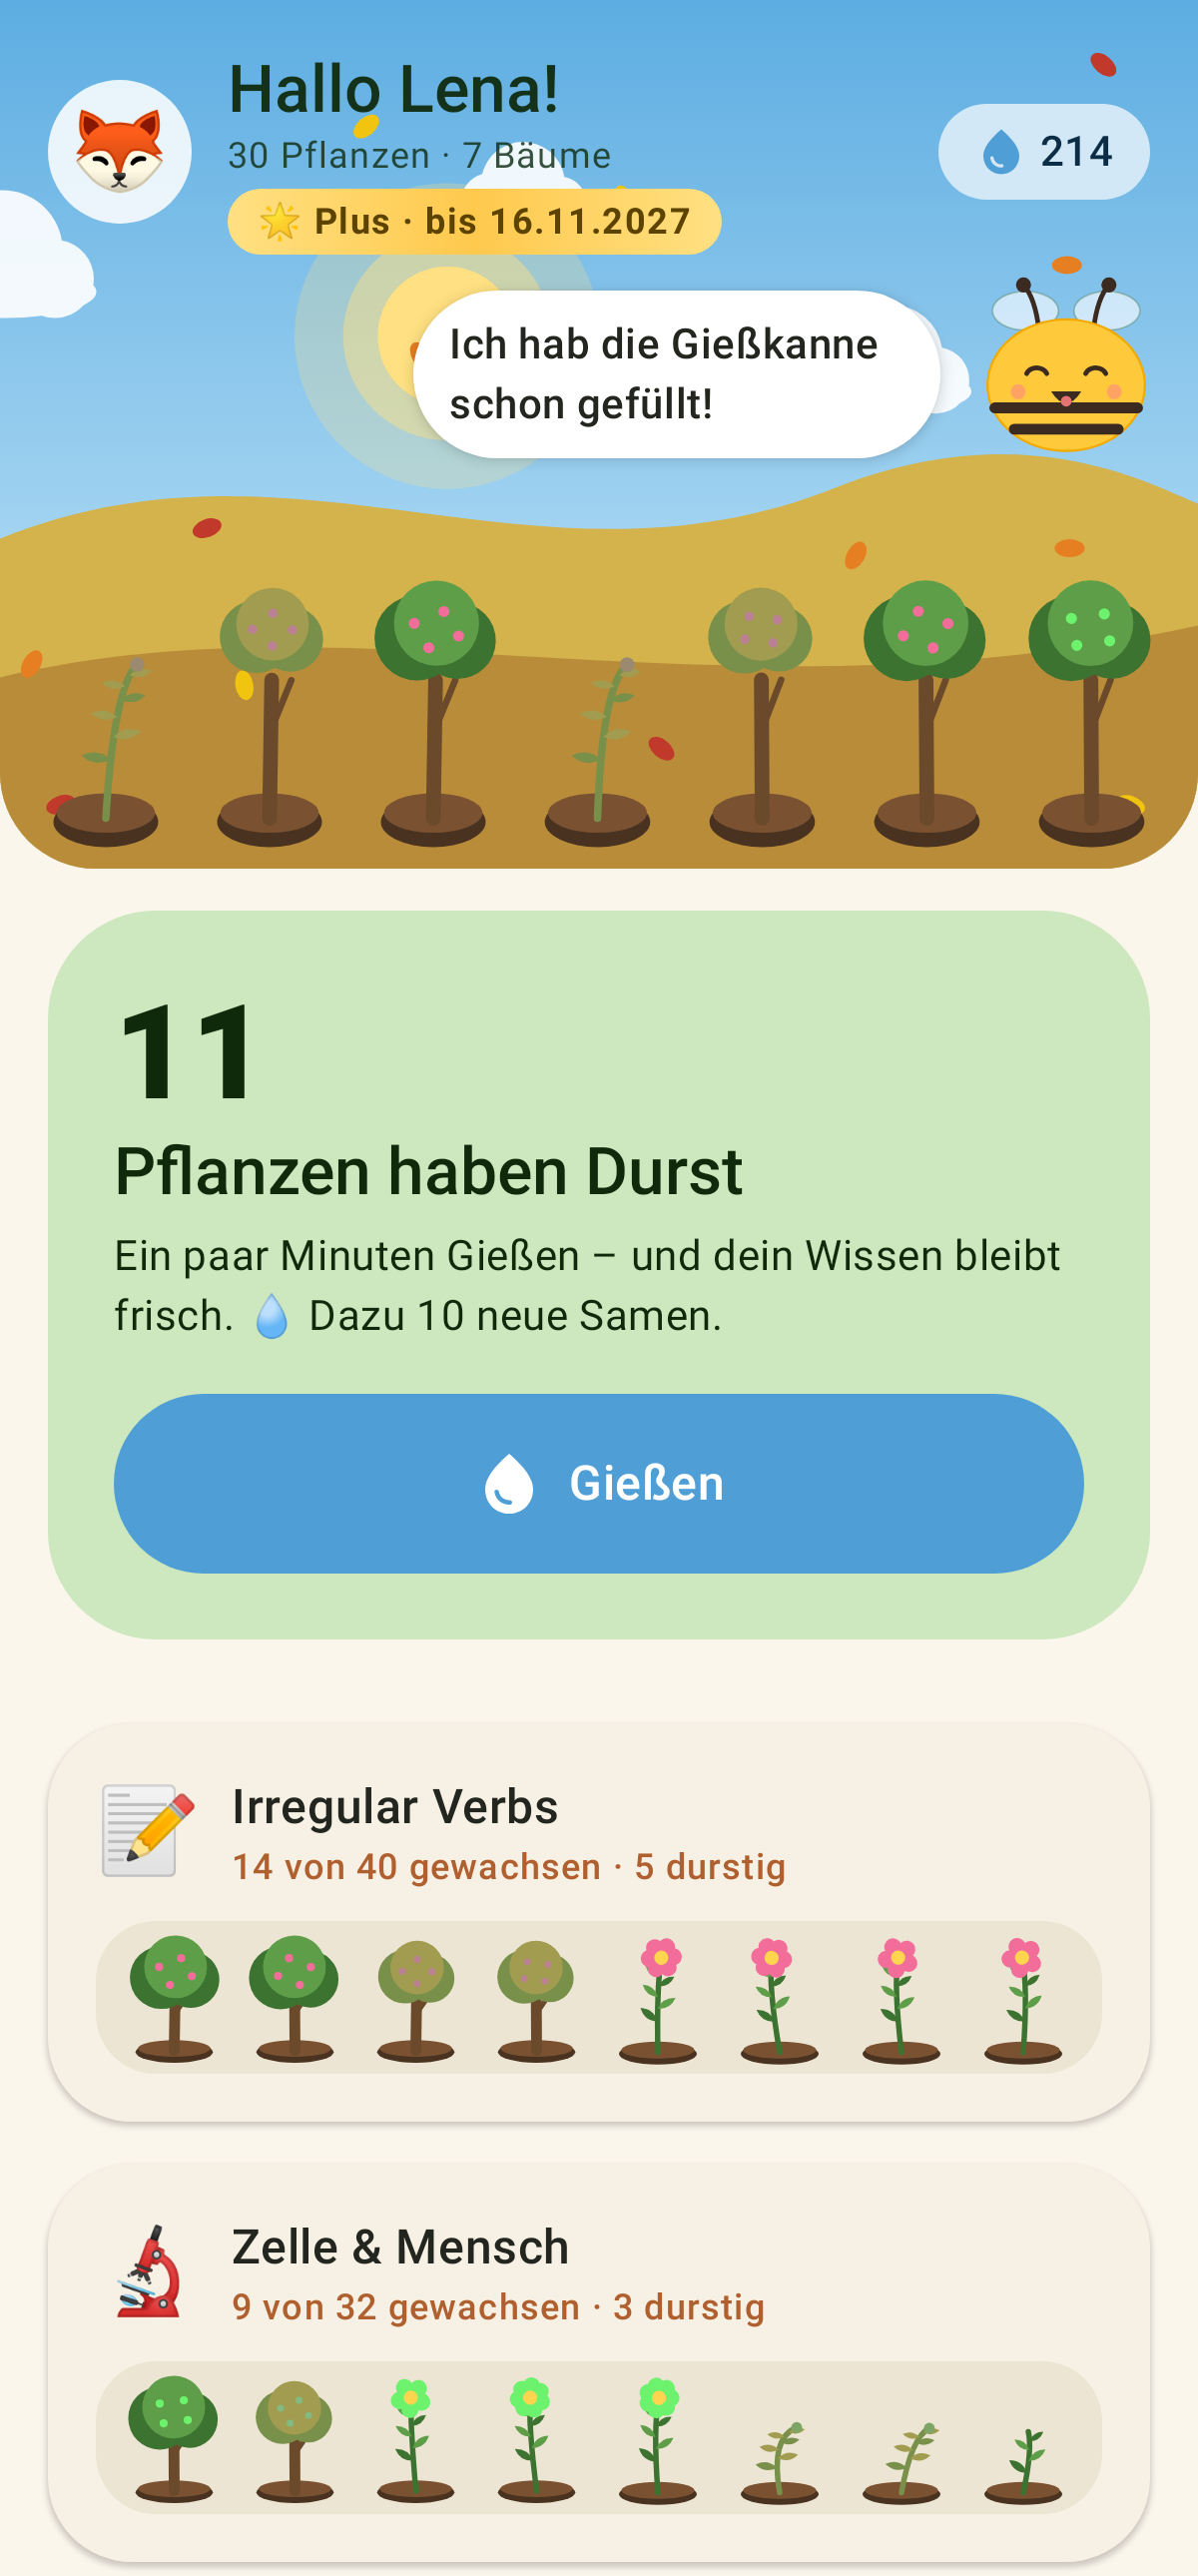 Hallo Lena!
30 Pflanzen · 7 Bäume
Plus · bis 16.11.2027
214
Ich hab die Gießkanne
schon gefüllt!
11
Pflanzen haben Durst
Ein paar Minuten Gießen – und dein Wissen bleibt
frisch. 💧 Dazu 10 neue Samen.
Gießen
Irregular Verbs
14 von 40 gewachsen · 5 durstig
Zelle & Mensch
9 von 32 gewachsen · 3 durstig